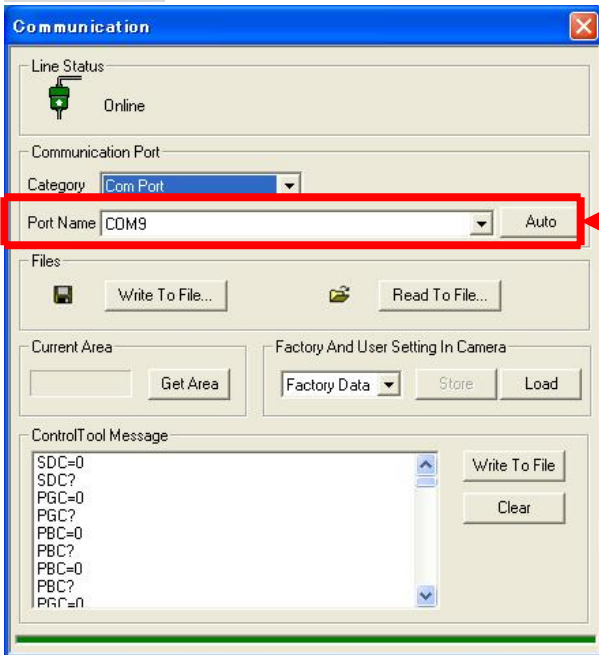 Communication
Line Status
Online
Communication Port
Category Com Port
Port Name COM9 Auto
Files
Write To File... Read To File...
Current Area Factory And User Setting In Camera
Get Area Factory Data Store Load
ControlTool Message
SDC=0 Write To File
SDC?
PGC=0 Clear
PGC?
PBC=0
PBC?
PBC=0
PBC?
PGC=0